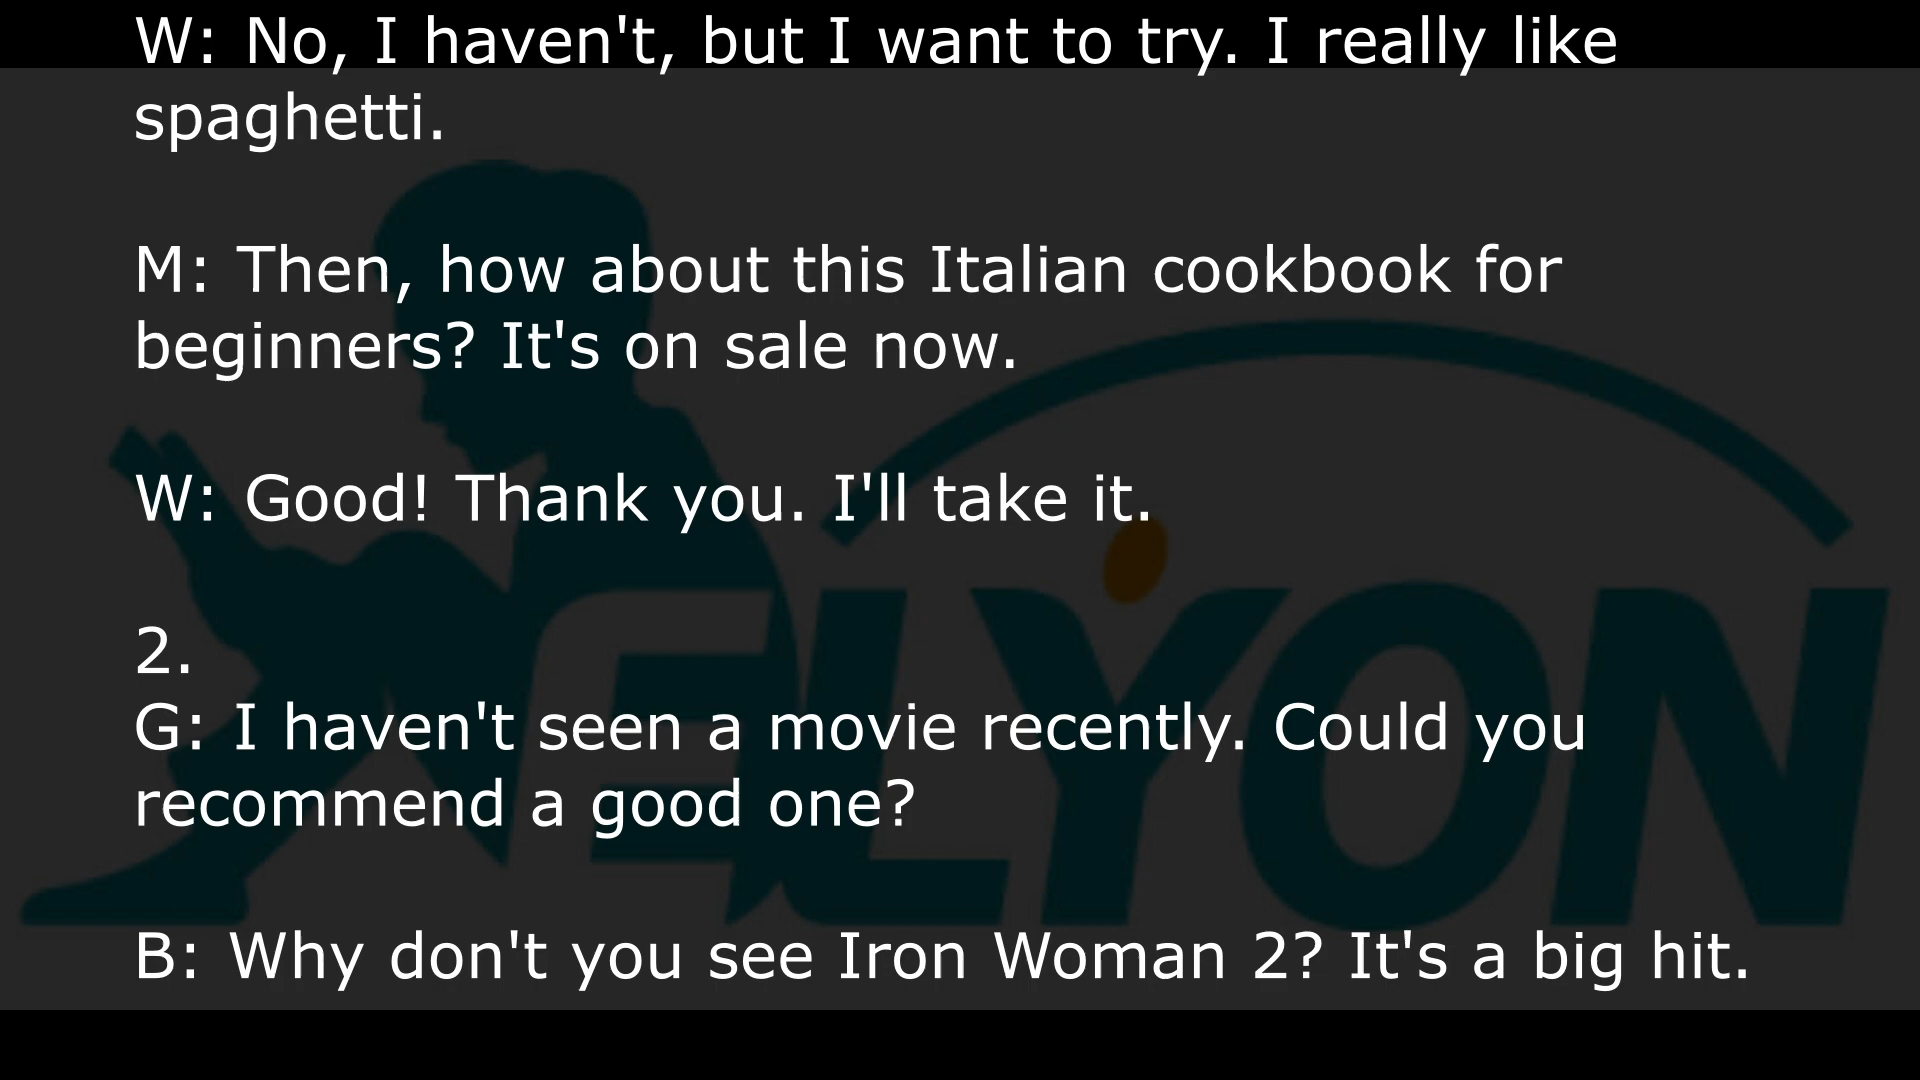 W: No, I haven't, but I want to try. I really like
spaghetti.
M: Then, how about this Italian cookbook for
beginners? It's on sale now.
W: Good! Thank you. I'll take it.
2.
G: I haven't seen a movie recently. Could you
recommend a good one?
B: Why don't you see Iron Woman 2? It's a big hit.
ELYON